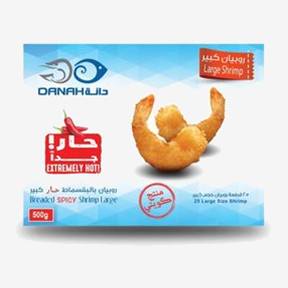 DANAH دانة
روبيان كبير
Large Shrimp
حار!
جداً
EXTREMELY HOT!
روبيان بالبقسماط حار كبير
Breaded SPICY Shrimp Large
500g
منتج
كويتي
25 Large Size Shrimp